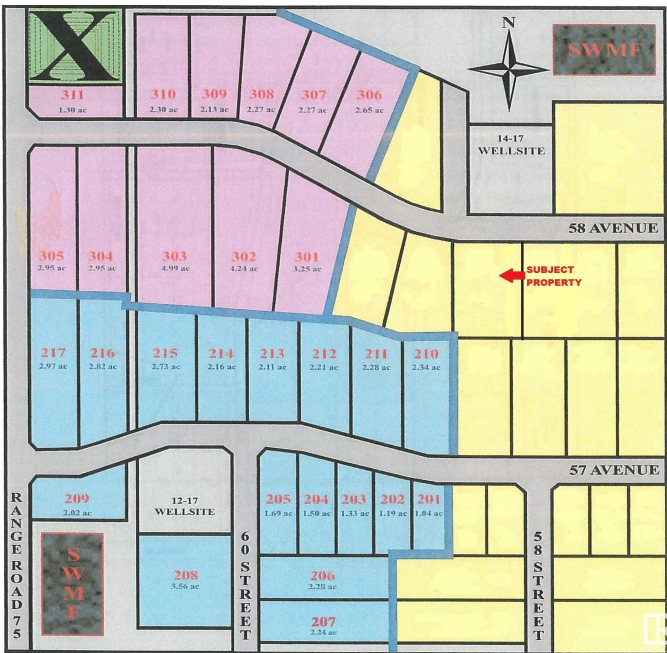 X
N
SWMF
311
1.30 ac
310
2.30 ac
309
2.13 ac
308
2.27 ac
307
2.27 ac
306
2.65 ac
14-17
WELLSITE
58 AVENUE
305
2.95 ac
304
2.95 ac
303
4.99 ac
302
4.24 ac
301
3.25 ac
SUBJECT
PROPERTY
217
2.97 ac
216
2.82 ac
215
2.73 ac
214
2.16 ac
213
2.11 ac
212
2.21 ac
211
2.28 ac
210
2.34 ac
57 AVENUE
209
2.02 ac
12-17
WELLSITE
205
1.69 ac
204
1.50 ac
203
1.33 ac
202
1.19 ac
201
1.04 ac
RANGE ROAD 75
SWMF
208
3.56 ac
60 STREET
206
2.28 ac
207
2.24 ac
58 STREET